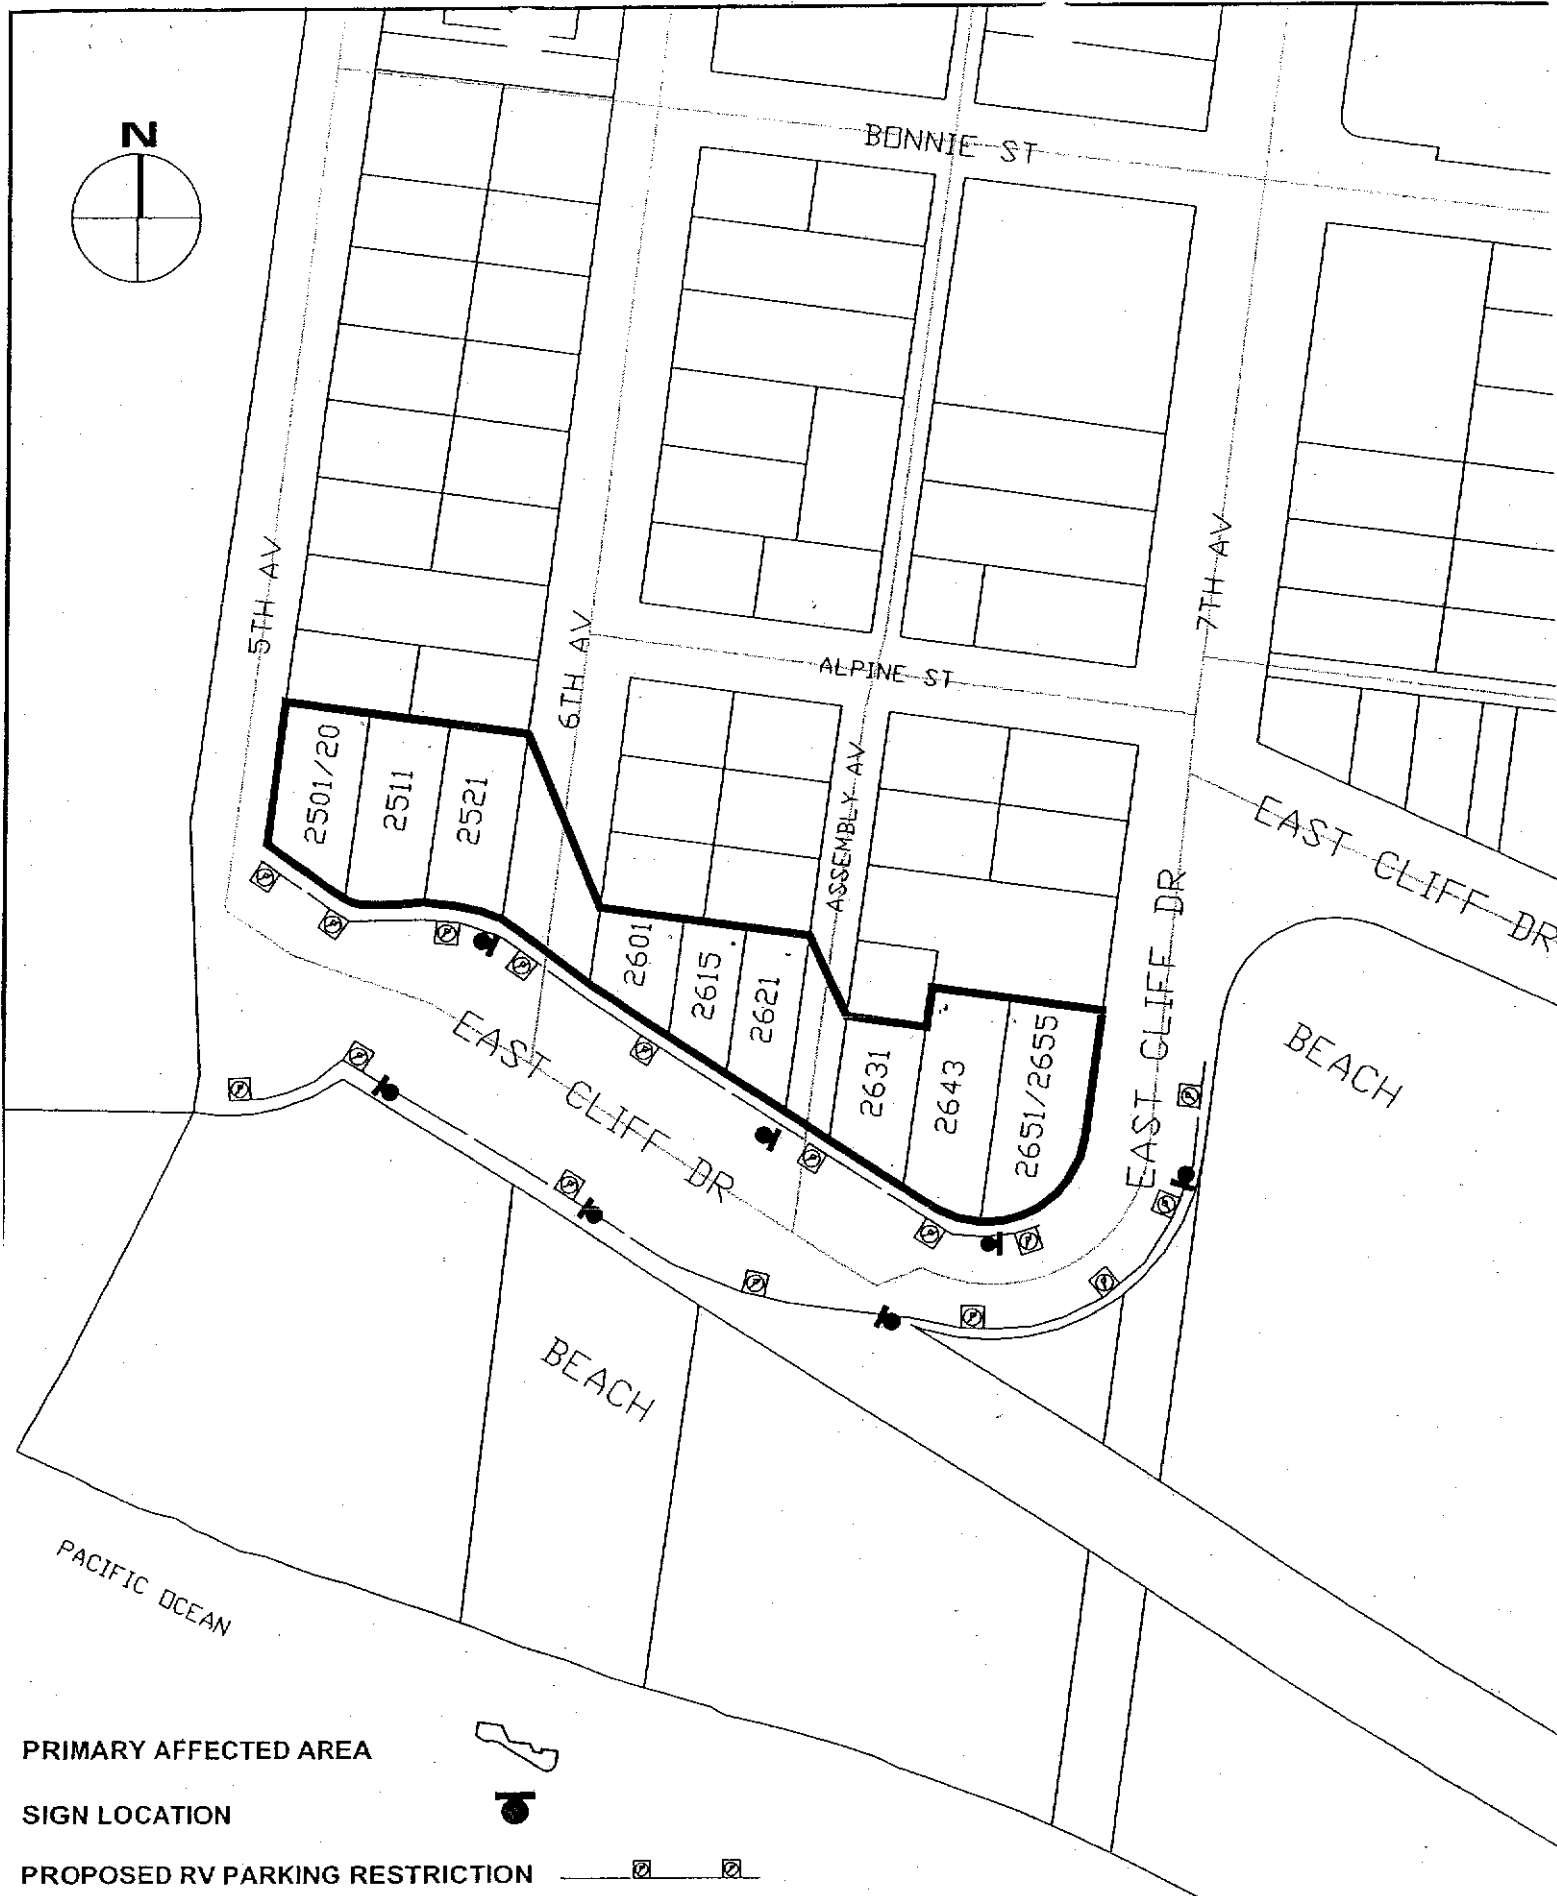 N
BONNIE ST
5TH AV
6TH AV
7TH AV
ALPINE ST
ASSEMBLY AV
2501/20
2511
2521
2601
2615
2621
2631
2643
2651/2655
EAST CLIFF DR
EAST CLIFF DR
EAST CLIFF DR
BEACH
BEACH
PACIFIC OCEAN
PRIMARY AFFECTED AREA
SIGN LOCATION
PROPOSED RV PARKING RESTRICTION